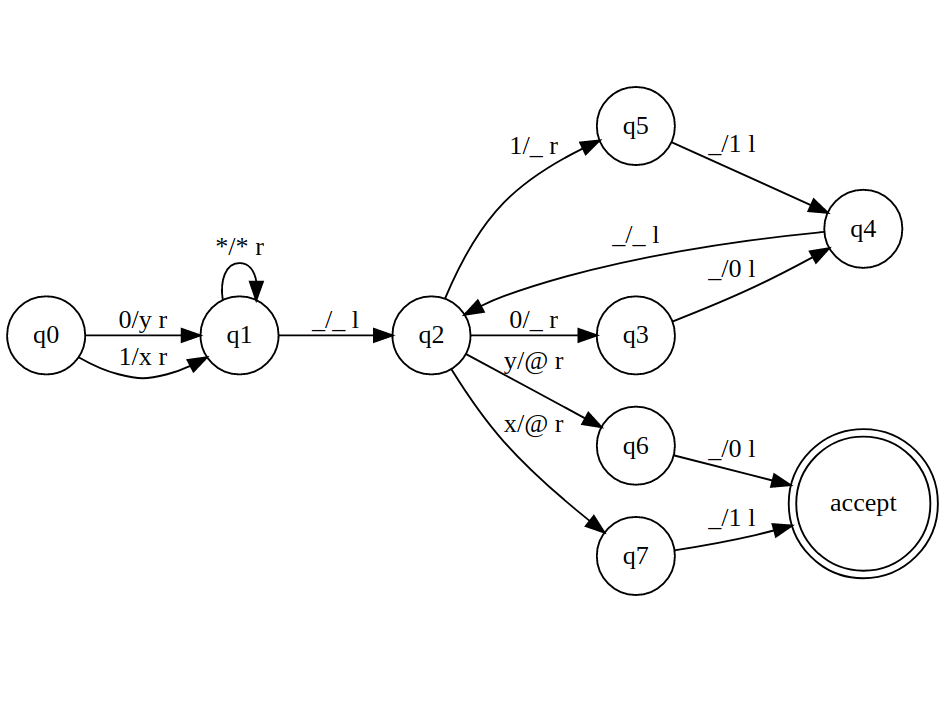 q5
1/_ r
_/1 l
q4
_/_ l
*/* r
_/0 l
q0
0/y r
1/x r
q1
_/_ l
q2
0/_ r
q3
y/@ r
x/@ r
q6
_/0 l
accept
_/1 l
q7